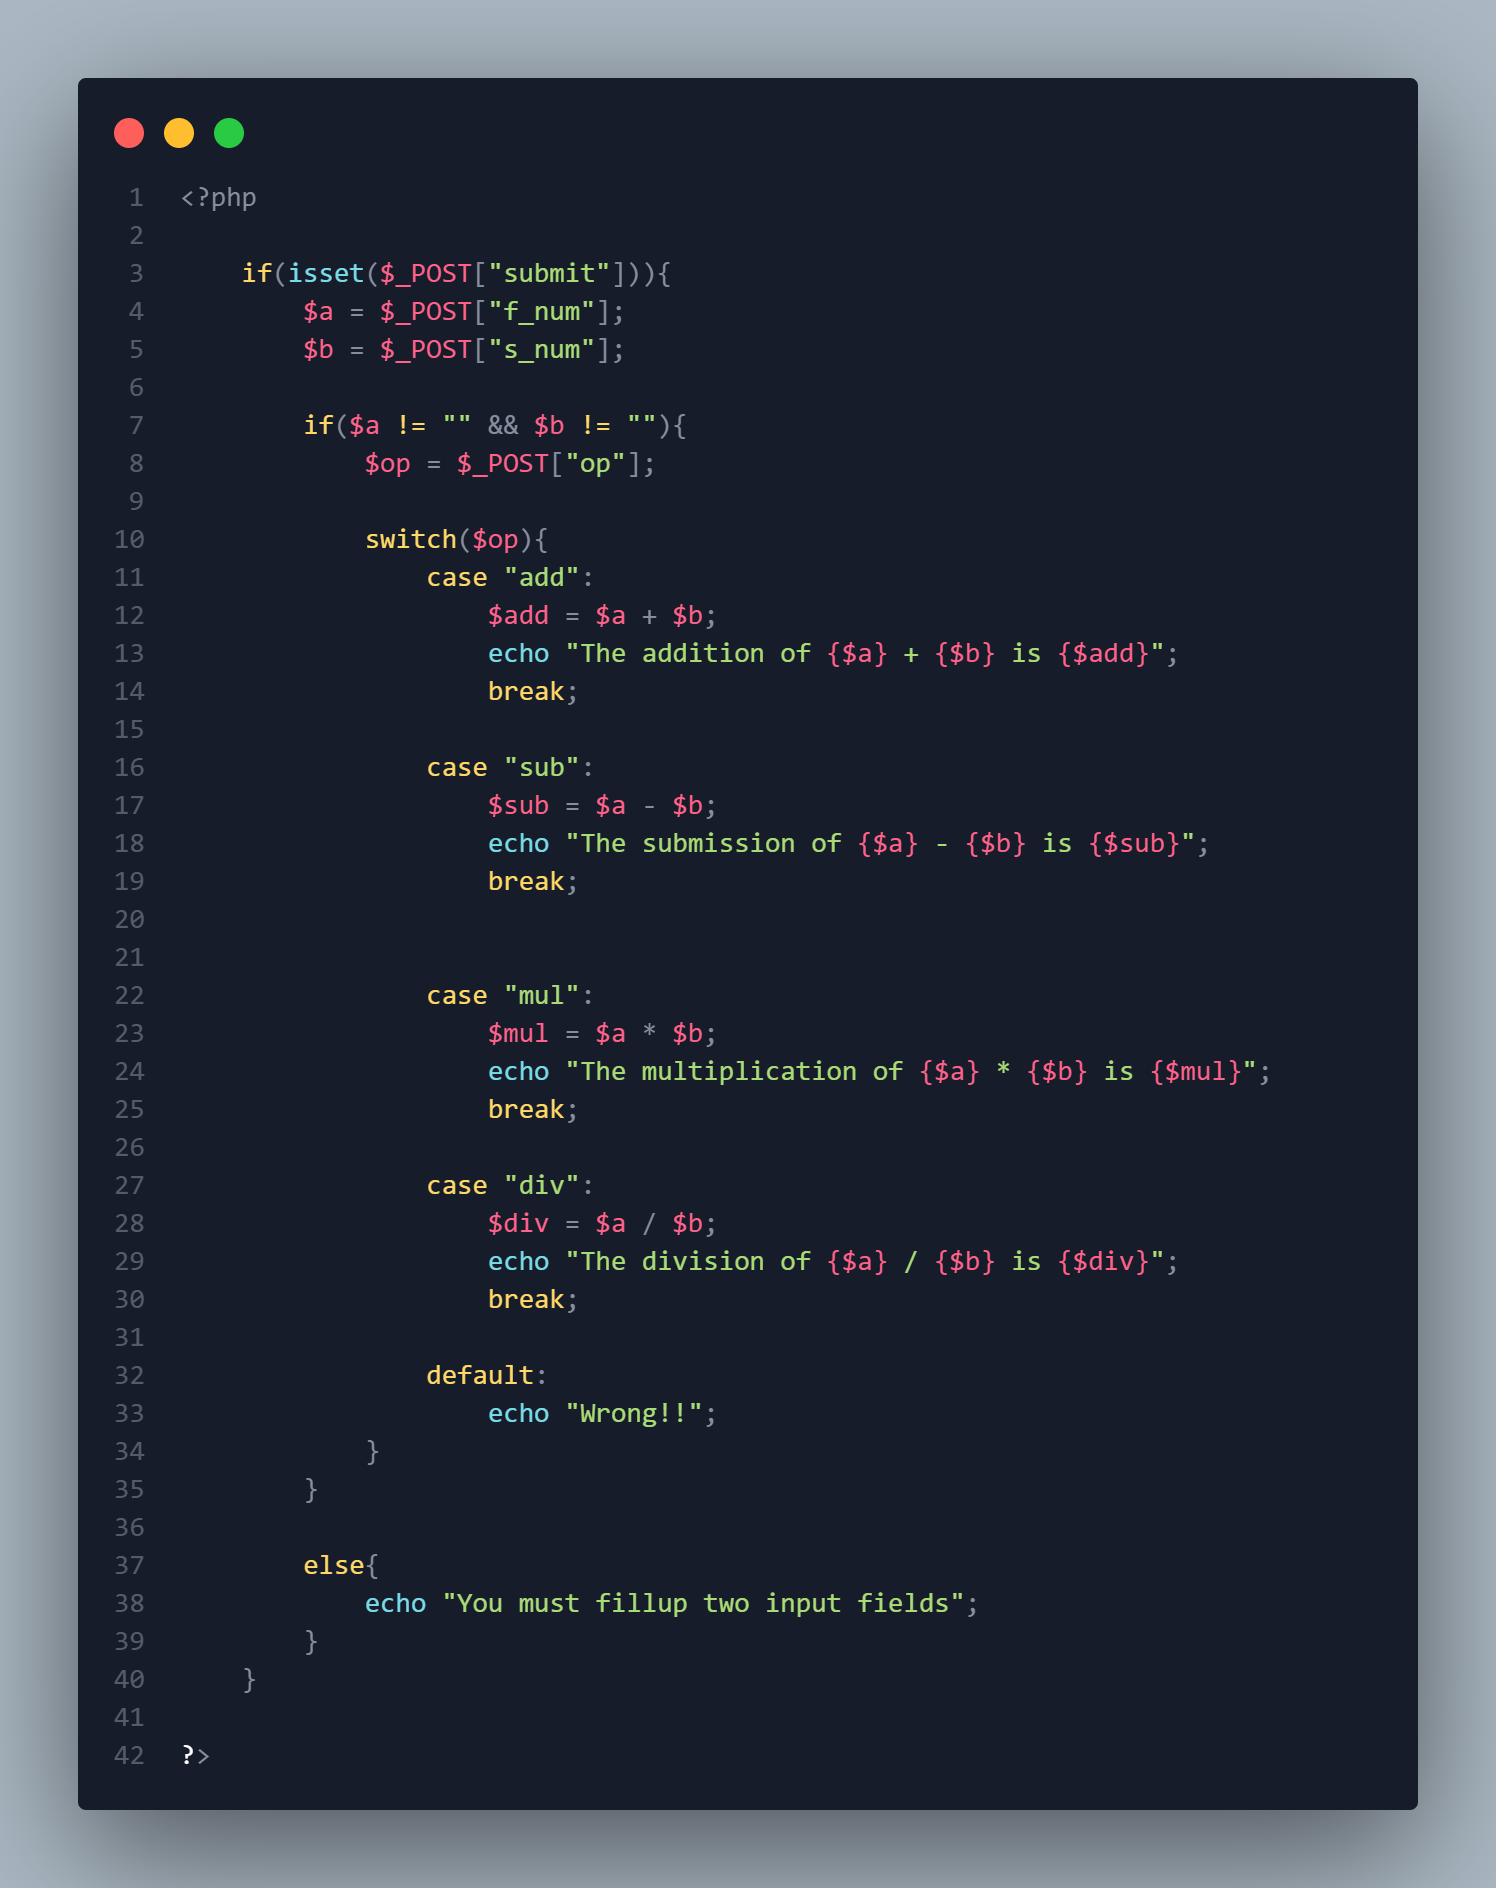 1 <?php
2
3     if(isset($_POST["submit"])){
4         $a = $_POST["f_num"];
5         $b = $_POST["s_num"];
6
7         if($a != "" && $b != ""){
8             $op = $_POST["op"];
9
10             switch($op){
11                 case "add":
12                     $add = $a + $b;
13                     echo "The addition of {$a} + {$b} is {$add}";
14                     break;
15
16                 case "sub":
17                     $sub = $a - $b;
18                     echo "The submission of {$a} - {$b} is {$sub}";
19                     break;
20
21
22                 case "mul":
23                     $mul = $a * $b;
24                     echo "The multiplication of {$a} * {$b} is {$mul}";
25                     break;
26
27                 case "div":
28                     $div = $a / $b;
29                     echo "The division of {$a} / {$b} is {$div}";
30                     break;
31
32                 default:
33                     echo "Wrong!!";
34             }
35         }
36
37         else{
38             echo "You must fillup two input fields";
39         }
40     }
41
42 ?>